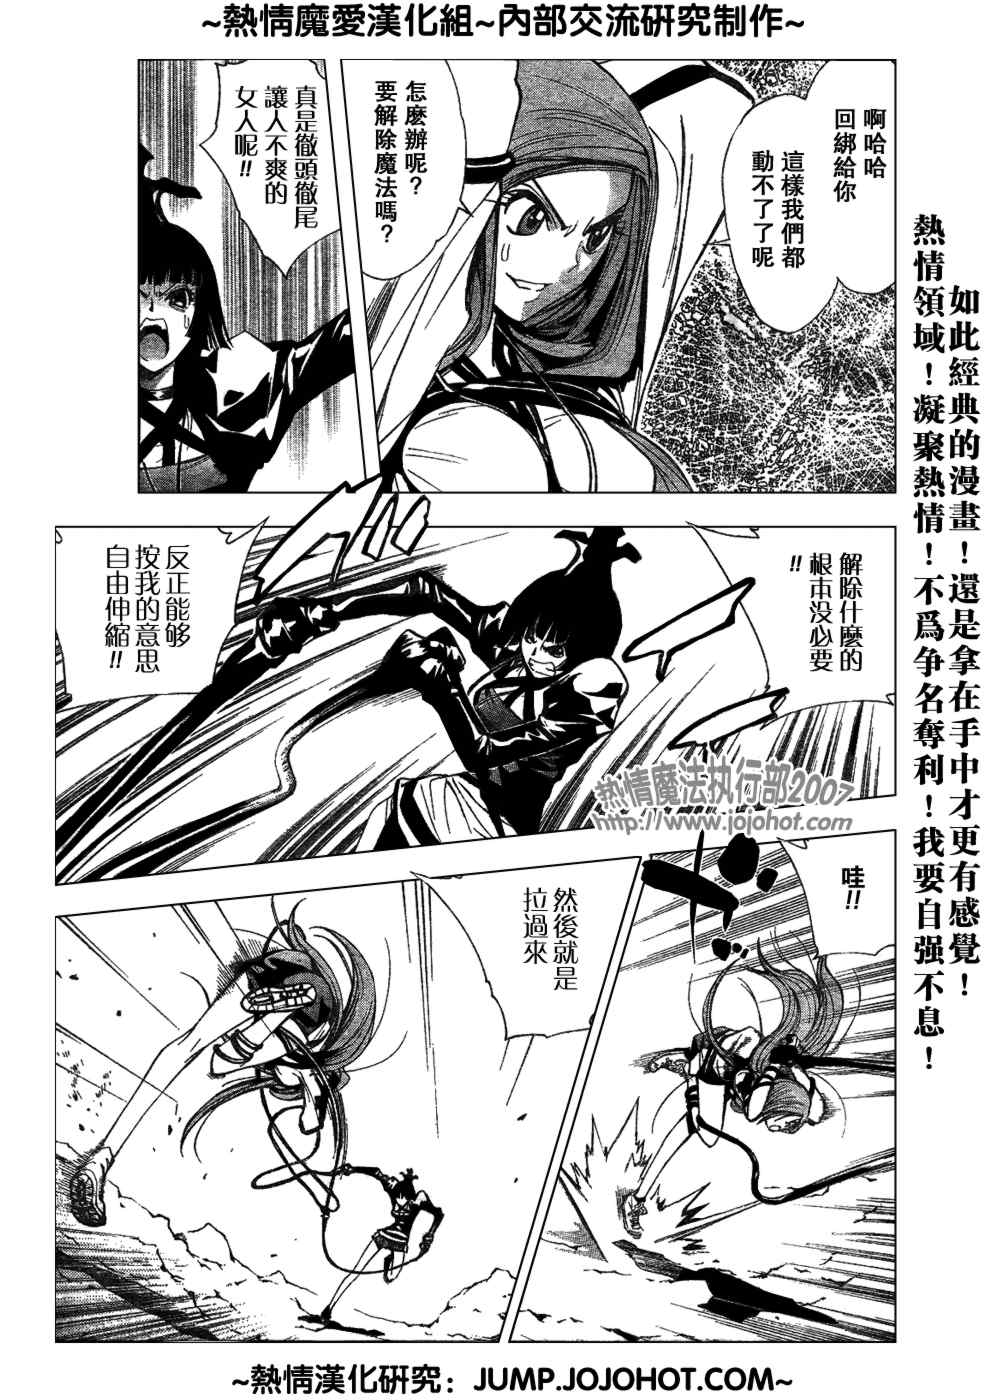 ~熱情魔愛漢化組~內部交流研究制作~
啊哈哈
回綁給你
這樣我們都
動不了了呢
怎麼辦呢?
要解除魔法嗎?
真是徹頭徹尾
讓人不爽的
女人呢!!
解除什麼的
根本没必要
!!
反正能够
按我的意思
自由伸縮!!
熱情魔法执行部2007
http://www.jojohot.com
哇!!
然後就是
拉過來
如此經典的漫畫!還是拿在手中才更有感覺!
熱情領域!凝聚熱情!不爲争名奪利!我要自强不息!
~熱情漢化研究: JUMP.JOJOHOT.COM~